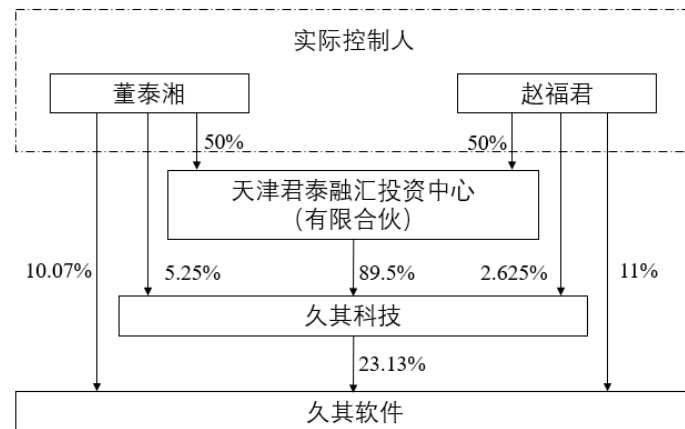 实际控制人
董泰湘
赵福君
50%
50%
天津君泰融汇投资中心
（有限合伙）
10.07%
5.25%
89.5%
2.625%
11%
久其科技
23.13%
久其软件